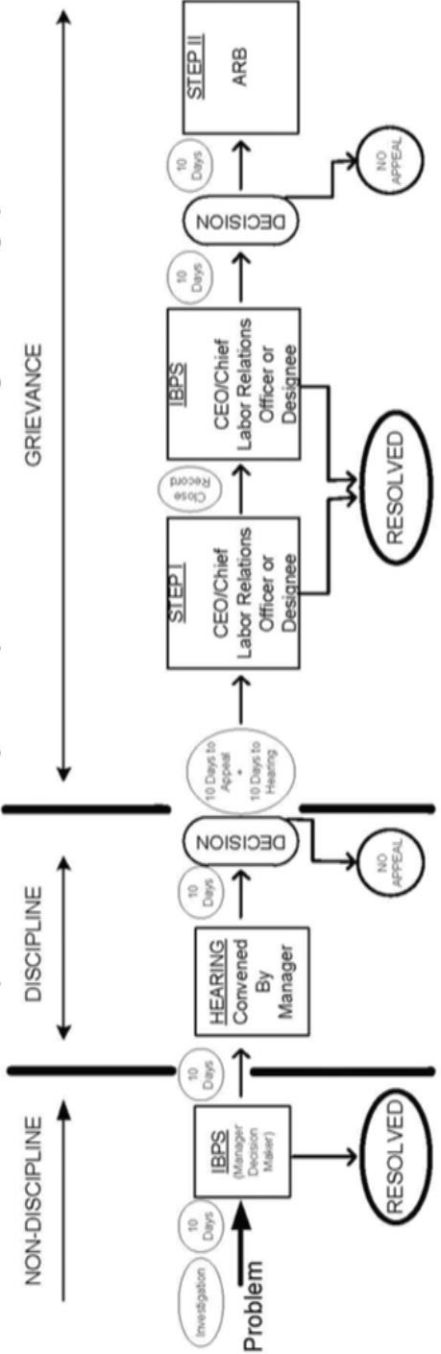 NON-DISCIPLINE
DISCIPLINE
GRIEVANCE
Investigation
10
Days
Problem
IBPS
(Manager
Decision
Maker)
RESOLVED
10
Days
HEARING
Convened
By
Manager
10
Days
DECISION
NO
APPEAL
10 Days to
Appeal
+
10 Days to
Hearing
STEP I
CEO/Chief
Labor Relations
Officer or
Designee
Close
Record
IBPS
CEO/Chief
Labor Relations
Officer or
Designee
RESOLVED
10
Days
DECISION
NO
APPEAL
10
Days
STEP II
ARB